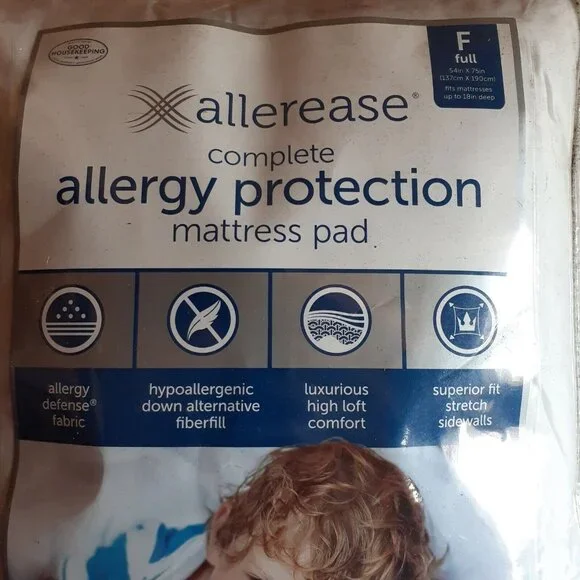 GOOD
HOUSEKEEPING
F
full
54in X 75in
(137cm X 190cm)
fits mattresses
up to 18in deep
allerease®
complete
allergy protection
mattress pad
allergy
defense®
fabric
hypoallergenic
down alternative
fiberfill
luxurious
high loft
comfort
superior fit
stretch
sidewalls